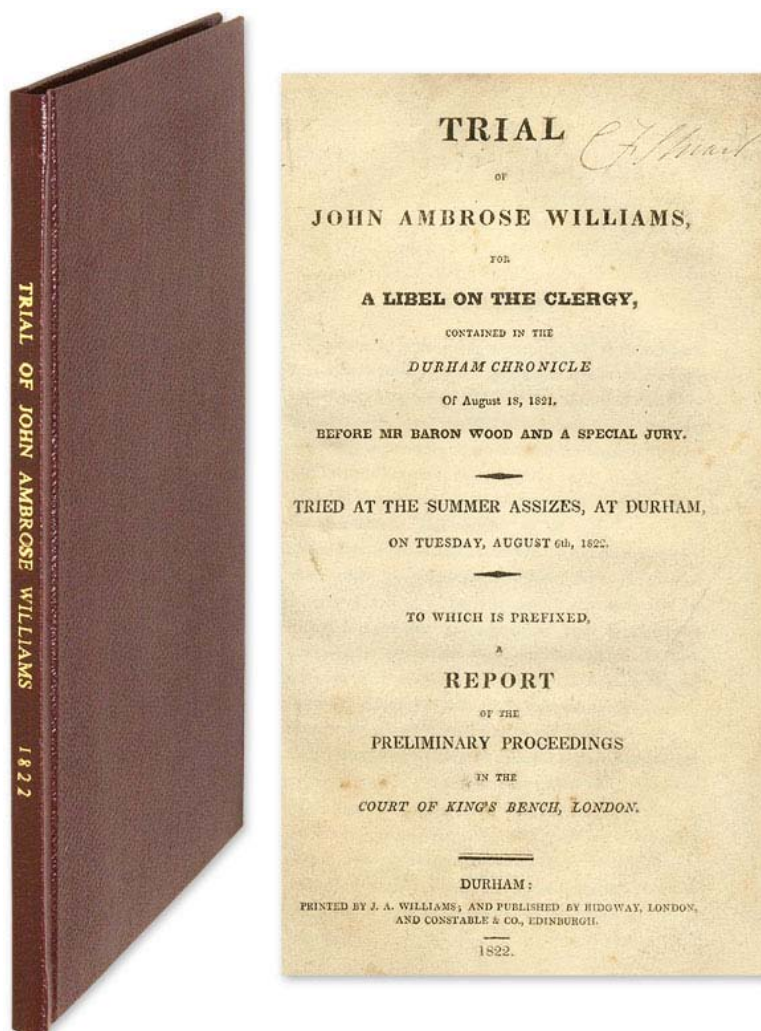 TRIAL OF JOHN AMBROSE WILLIAMS 1822
TRIAL
OF
JOHN AMBROSE WILLIAMS,
FOR
A LIBEL ON THE CLERGY,
CONTAINED IN THE
DURHAM CHRONICLE
Of August 18, 1821.
BEFORE MR BARON WOOD AND A SPECIAL JURY.
TRIED AT THE SUMMER ASSIZES, AT DURHAM,
ON TUESDAY, AUGUST 6th, 1822.
TO WHICH IS PREFIXED,
A
REPORT
OF THE
PRELIMINARY PROCEEDINGS
IN THE
COURT OF KING'S BENCH, LONDON.
DURHAM:
PRINTED BY J. A. WILLIAMS; AND PUBLISHED BY RIDGWAY, LONDON,
AND CONSTABLE & CO., EDINBURGH.
1822.